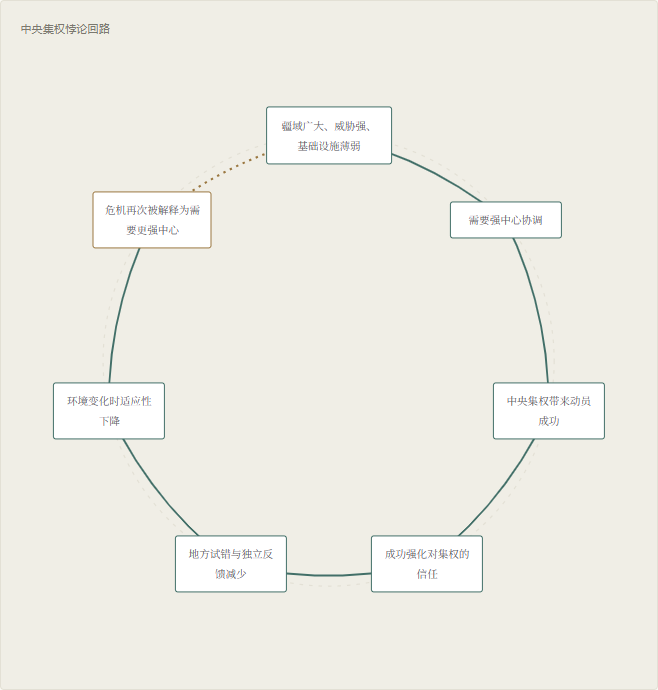 中央集权悖论回路
疆域广大、威胁强、
基础设施薄弱
需要强中心协调
中央集权带来动员
成功
成功强化对集权的
信任
地方试错与独立反
馈减少
环境变化时适应性
下降
危机再次被解释为需
要更强中心